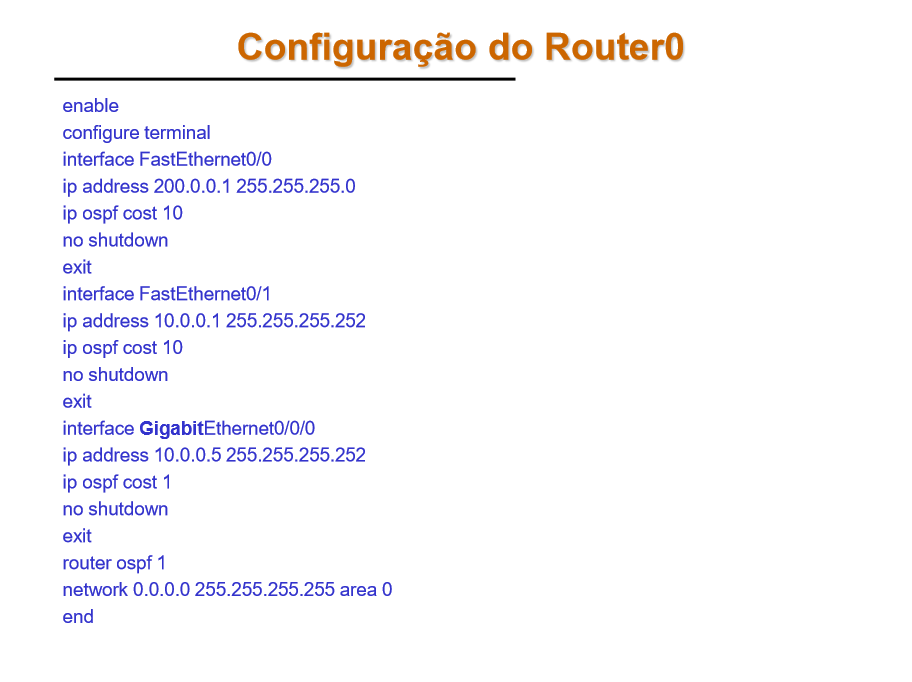 Configuração do Router0
enable
configure terminal
interface FastEthernet0/0
ip address 200.0.0.1 255.255.255.0
ip ospf cost 10
no shutdown
exit
interface FastEthernet0/1
ip address 10.0.0.1 255.255.255.252
ip ospf cost 10
no shutdown
exit
interface GigabitEthernet0/0/0
ip address 10.0.0.5 255.255.255.252
ip ospf cost 1
no shutdown
exit
router ospf 1
network 0.0.0.0 255.255.255.255 area 0
end